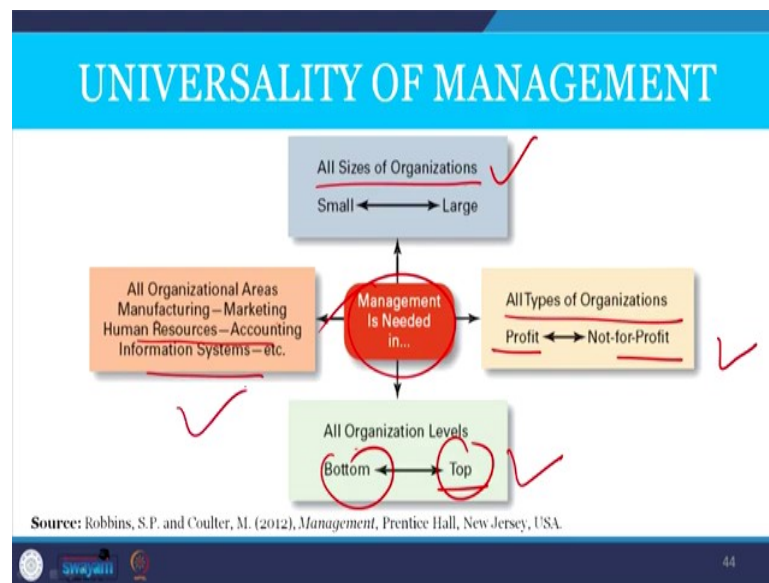 UNIVERSALITY OF MANAGEMENT
All Sizes of Organizations
Small Large
All Organizational Areas
Manufacturing—Marketing
Human Resources—Accounting
Information Systems—etc.
Management
Is Needed
in...
All Types of Organizations
Profit Not-for-Profit
All Organization Levels
Bottom Top
Source: Robbins, S.P. and Coulter, M. (2012), Management, Prentice Hall, New Jersey, USA.
swayam
44